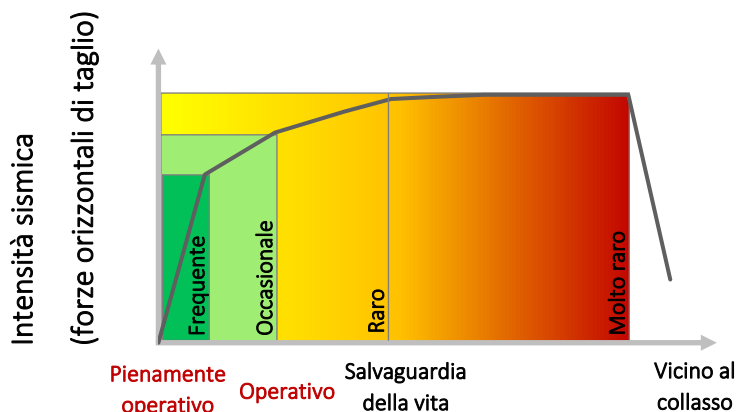 Intensità sismica
(forze orizzontali di taglio)
Frequente
Occasionale
Raro
Molto raro
Pienamente
operativo
Operativo
Salvaguardia
della vita
Vicino al
collasso